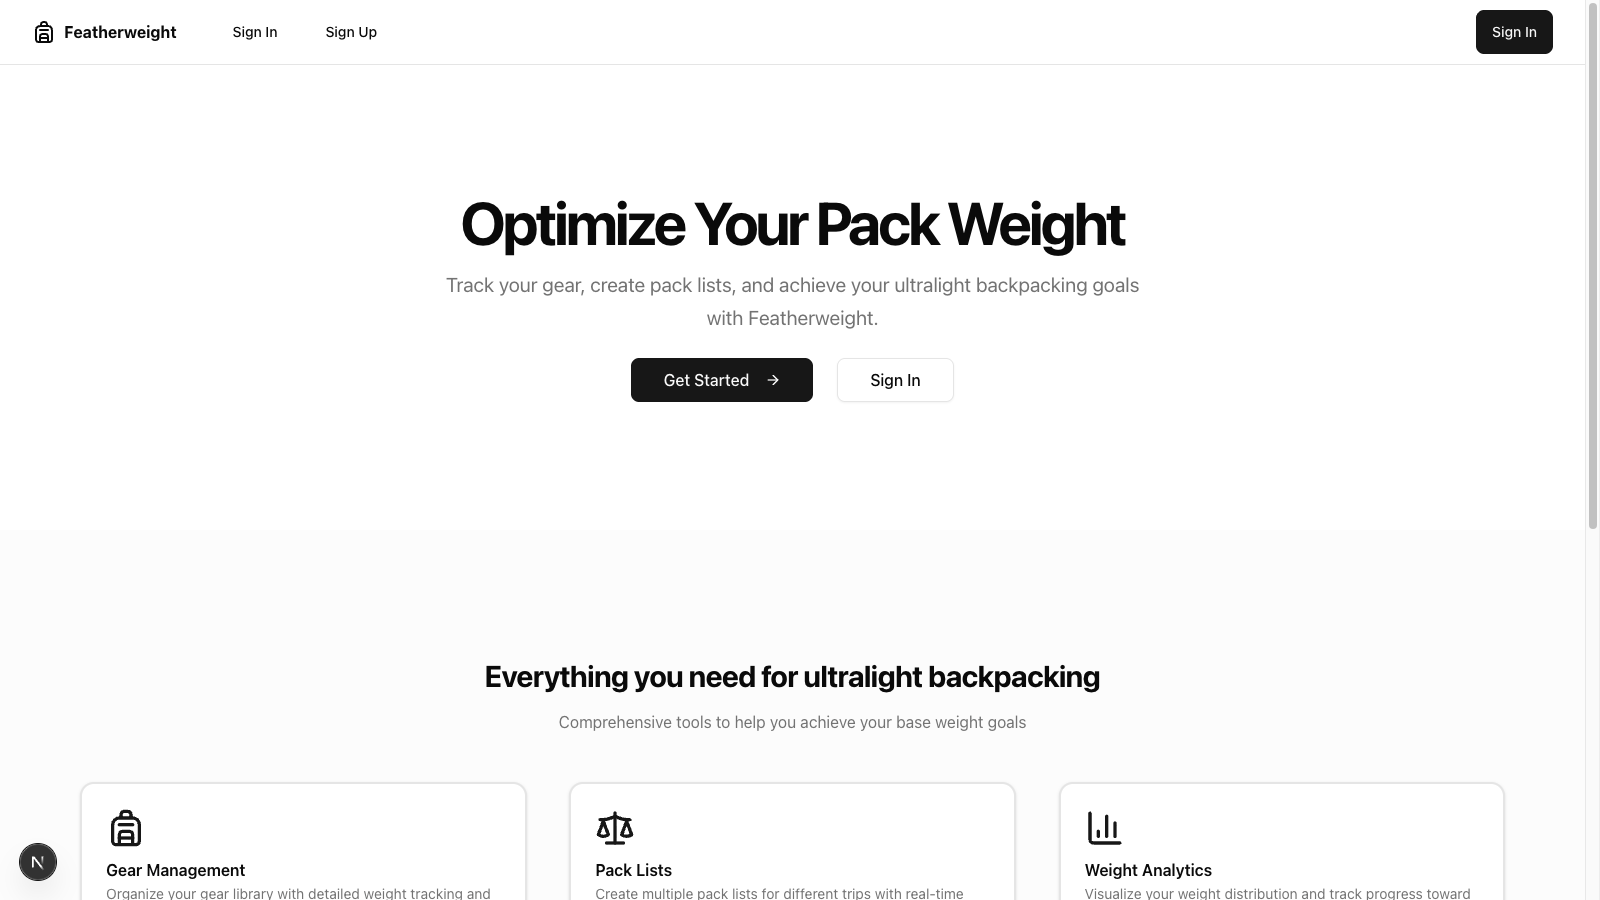 Featherweight
Sign In
Sign Up
Sign In
Optimize Your Pack Weight
Track your gear, create pack lists, and achieve your ultralight backpacking goals
with Featherweight.
Get Started →
Sign In
Everything you need for ultralight backpacking
Comprehensive tools to help you achieve your base weight goals
Gear Management
Organize your gear library with detailed weight tracking and
Pack Lists
Create multiple pack lists for different trips with real-time
Weight Analytics
Visualize your weight distribution and track progress toward
N